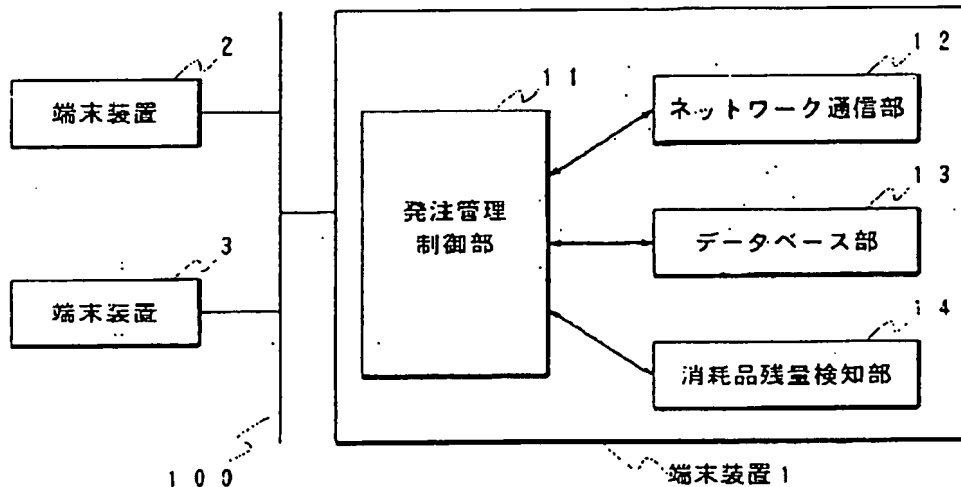 2
端末装置
3
端末装置
100
11
発注管理
制御部
12
ネットワーク通信部
13
データベース部
14
消耗品残量検知部
端末装置1